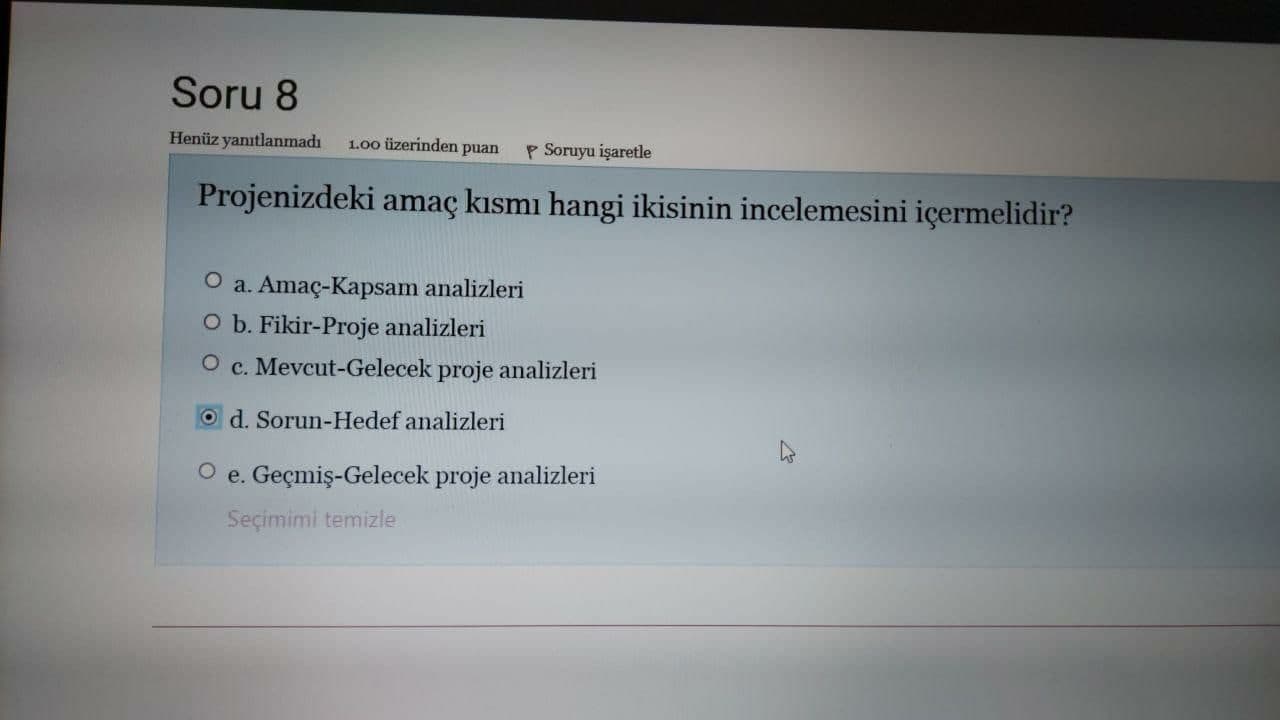 Soru 8
Henüz yanıtlanmadı 1.00 üzerinden puan Soruyu işaretle
Projenizdeki amaç kısmı hangi ikisinin incelemesini içermelidir?
a. Amaç-Kapsam analizleri
b. Fikir-Proje analizleri
c. Mevcut-Gelecek proje analizleri
d. Sorun-Hedef analizleri
e. Geçmiş-Gelecek proje analizleri
Seçimimi temizle